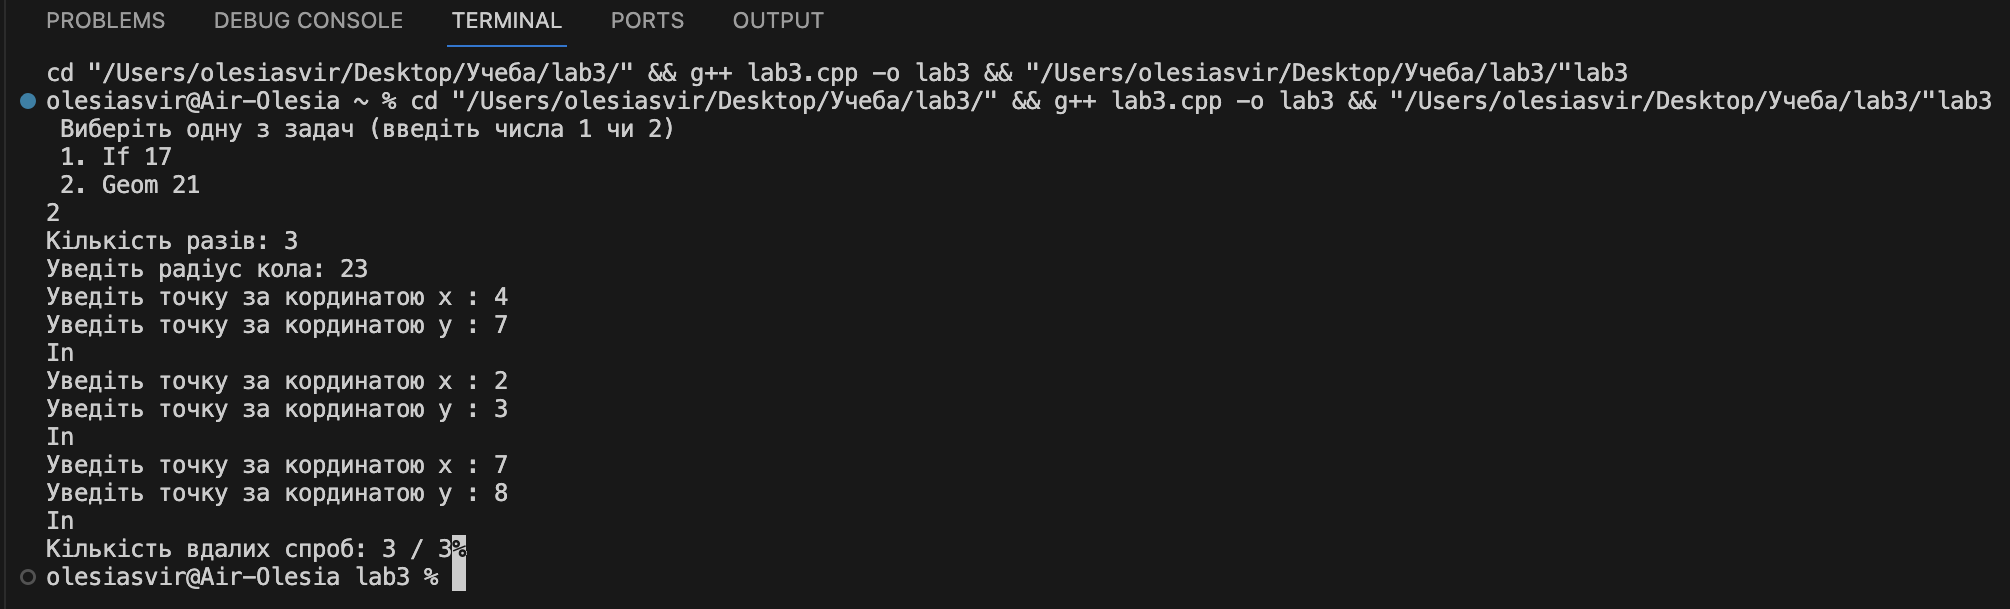 PROBLEMS DEBUG CONSOLE TERMINAL PORTS OUTPUT
cd "/Users/olesiasvir/Desktop/Учеба/lab3/" && g++ lab3.cpp -o lab3 && "/Users/olesiasvir/Desktop/Учеба/lab3/"lab3
olesiasvir@Air-Olesia ~ % cd "/Users/olesiasvir/Desktop/Учеба/lab3/" && g++ lab3.cpp -o lab3 && "/Users/olesiasvir/Desktop/Учеба/lab3/"lab3
Виберіть одну з задач (введіть числа 1 чи 2)
1. If 17
2. Geom 21
2
Кількість разів: 3
Уведіть радіус кола: 23
Уведіть точку за кординатою x : 4
Уведіть точку за кординатою y : 7
In
Уведіть точку за кординатою x : 2
Уведіть точку за кординатою y : 3
In
Уведіть точку за кординатою x : 7
Уведіть точку за кординатою y : 8
In
Кількість вдалих спроб: 3 / 3%
olesiasvir@Air-Olesia lab3 %